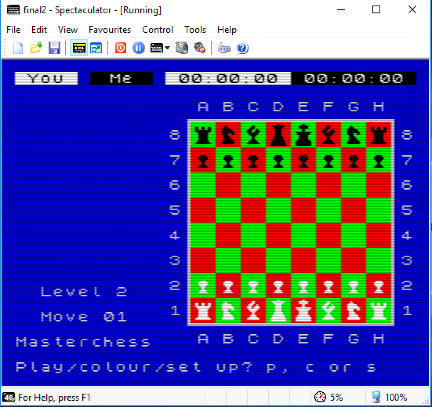 final2 - Spectaculator - [Running]
File Edit View Favourites Control Tools Help
You Me 00:00:00 00:00:00
A B C D E F G H
8 8
7 7
6 6
5 5
4 4
3 3
Level 2 2 2
Move 01 1 1
Masterchess A B C D E F G H
Play/colour/set up? p, c or s
48 For Help, press F1 5% 100%